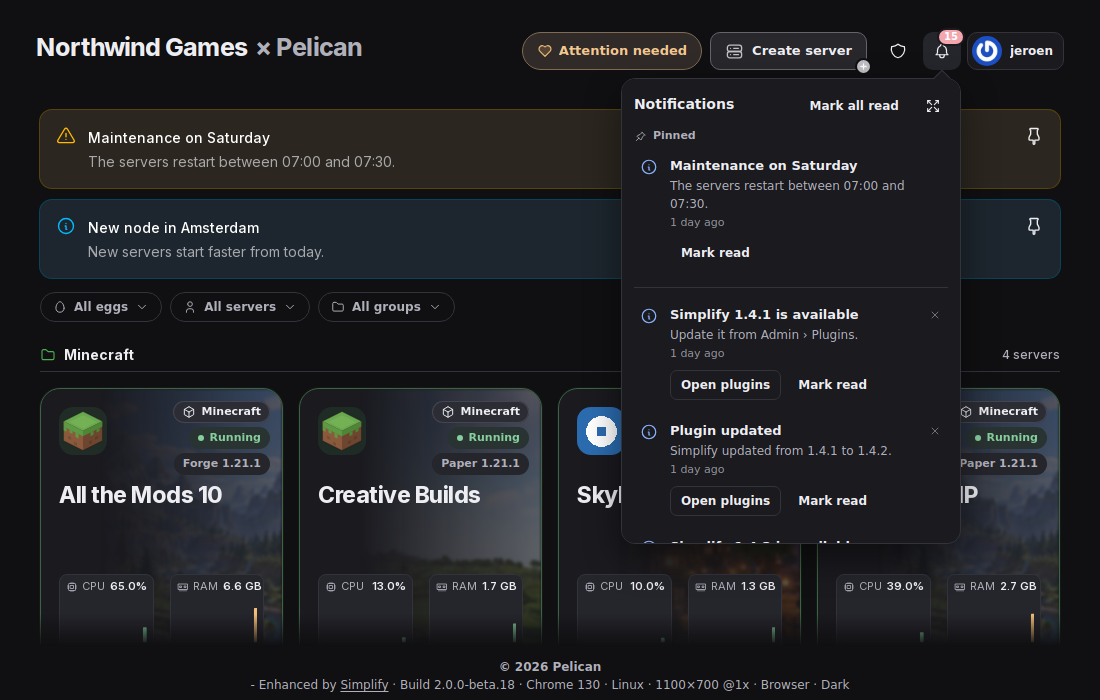 Northwind Games × Pelican
Attention needed
Create server
15
jeroen
Notifications
Mark all read
Pinned
Maintenance on Saturday
The servers restart between 07:00 and
07:30.
1 day ago
Mark read
Simplify 1.4.1 is available
Update it from Admin › Plugins.
1 day ago
Open plugins
Mark read
Plugin updated
Simplify updated from 1.4.1 to 1.4.2.
1 day ago
Open plugins
Mark read
Maintenance on Saturday
The servers restart between 07:00 and 07:30.
New node in Amsterdam
New servers start faster from today.
All eggs
All servers
All groups
Minecraft
4 servers
Minecraft
Running
Forge 1.21.1
All the Mods 10
CPU 65.0%
RAM 6.6 GB
Minecraft
Running
Paper 1.21.1
Creative Builds
CPU 13.0%
RAM 1.7 GB
CPU 10.0%
RAM 1.3 GB
Minecraft
Running
Paper 1.21.1
CPU 39.0%
RAM 2.7 GB
© 2026 Pelican
- Enhanced by Simplify · Build 2.0.0-beta.18 · Chrome 130 · Linux · 1100×700 @1x · Browser · Dark